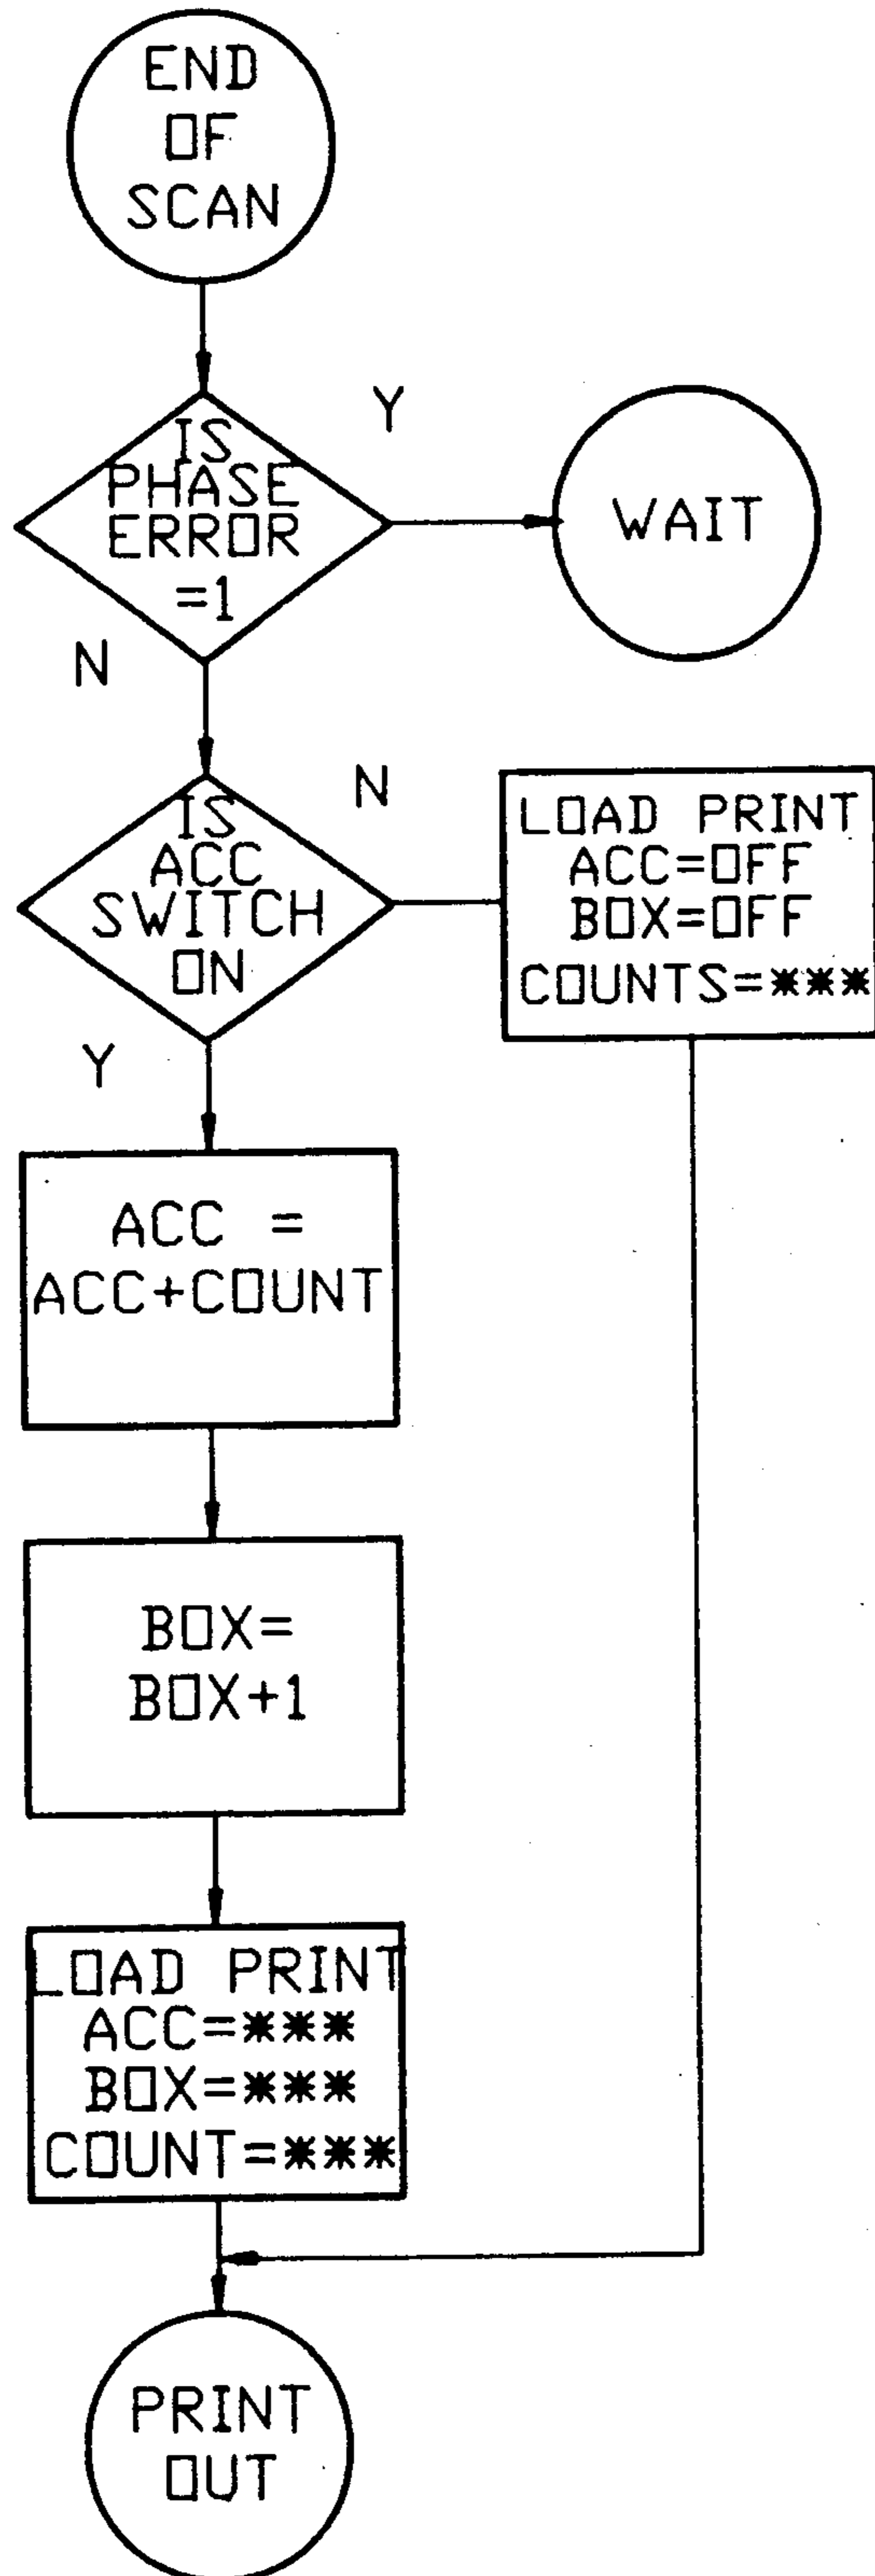 END
OF
SCAN
IS
PHASE
ERROR
=1
Y
WAIT
N
IS
ACC
SWITCH
ON
N
LOAD PRINT
ACC=OFF
BOX=OFF
COUNTS=***
Y
ACC =
ACC+COUNT
BOX=
BOX+1
LOAD PRINT
ACC=***
BOX=***
COUNT=***
PRINT
OUT